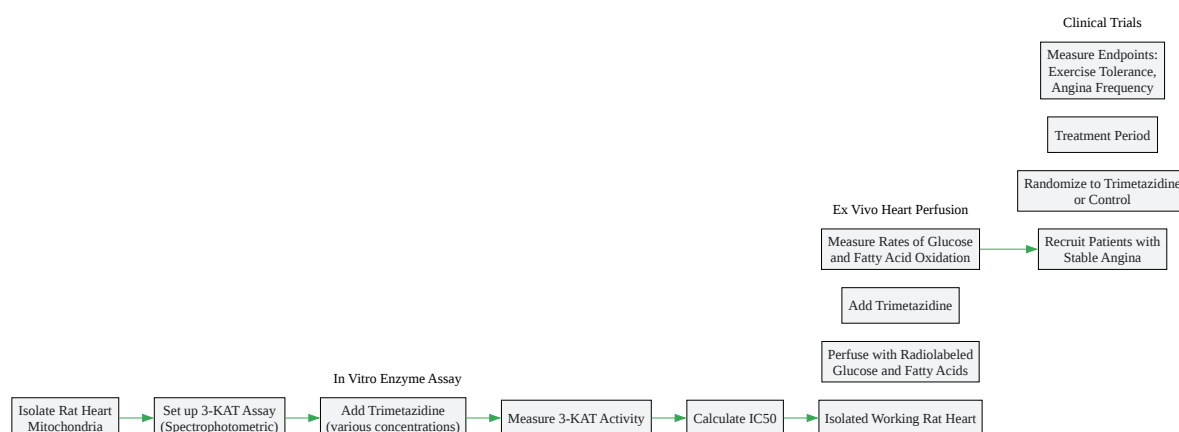 Clinical Trials
Measure Endpoints:
Exercise Tolerance,
Angina Frequency
Treatment Period
Randomize to Trimetazidine
or Control
Ex Vivo Heart Perfusion
Measure Rates of Glucose
and Fatty Acid Oxidation
Recruit Patients with
Stable Angina
Add Trimetazidine
Perfuse with Radiolabeled
Glucose and Fatty Acids
In Vitro Enzyme Assay
Isolate Rat Heart
Mitochondria
Set up 3-KAT Assay
(Spectrophotometric)
Add Trimetazidine
(various concentrations)
Measure 3-KAT Activity
Calculate IC50
Isolated Working Rat Heart